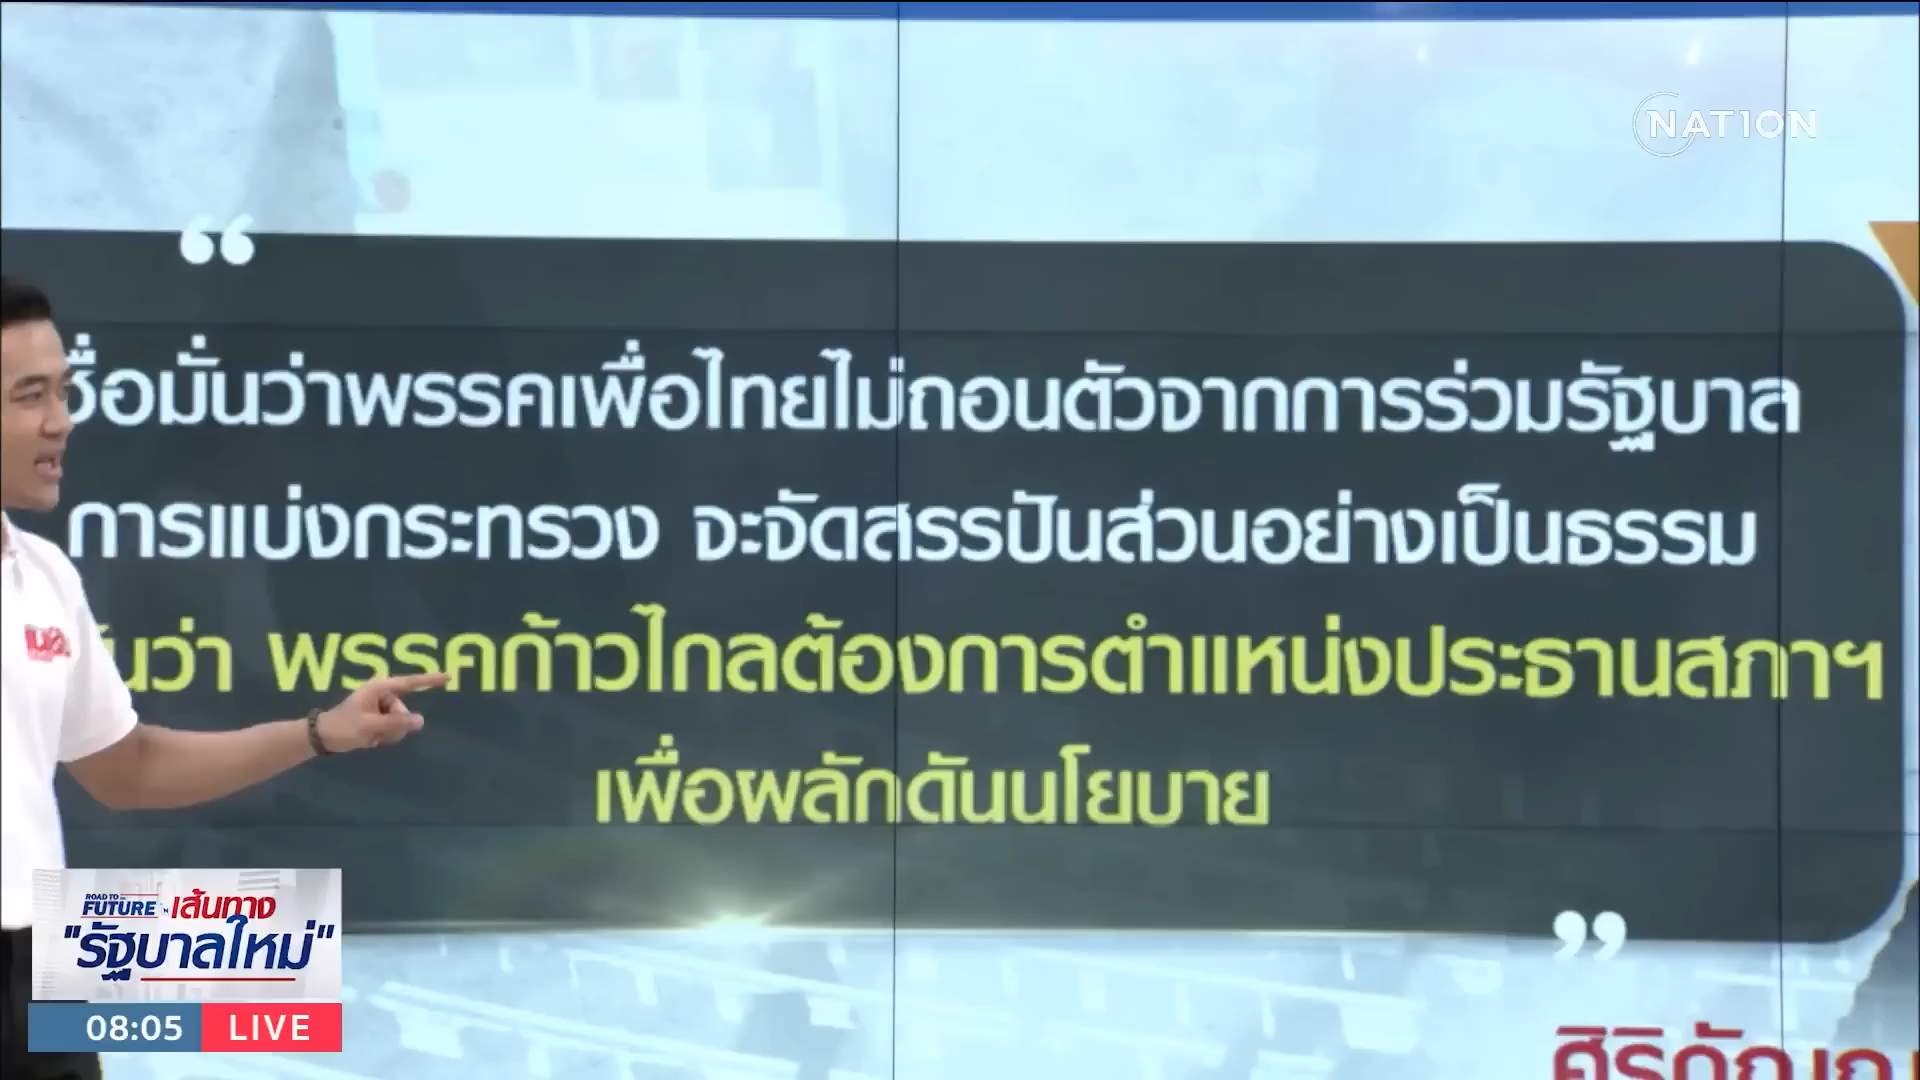 NATION
“
ชื่อมั่นว่าพรรคเพื่อไทยไม่ถอนตัวจากการร่วมรัฐบาล
การแบ่งกระทรวง จะจัดสรรปันส่วนอย่างเป็นธรรม
นว่า พรรคก้าวไกลต้องการตำแหน่งประธานสภาฯ
เพื่อผลักดันนโยบาย
”
ROAD TO
FUTURE เส้นทาง
"รัฐบาลใหม่"
08:05 LIVE